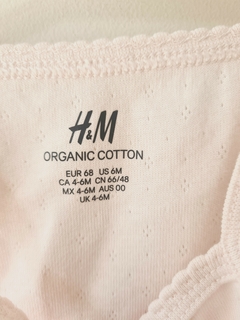 H&M
ORGANIC COTTON
EUR 68 US 6M
CA 4-6M CN 66/48
MX 4-6M AUS 00
UK 4-6M